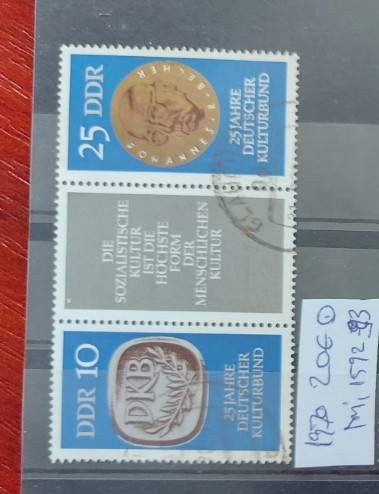 25 DDR
JOHANNES · R · BECHER
25 JAHRE
DEUTSCHER
KULTURBUND
DIE
SOZIALISTISCHE
KULTUR
IST DIE
HÖCHSTE
FORM
DER
MENSCHLICHEN
KULTUR
DDR 10
DKB
25 JAHRE
DEUTSCHER
KULTURBUND
1970 20€
Mi 1592-93